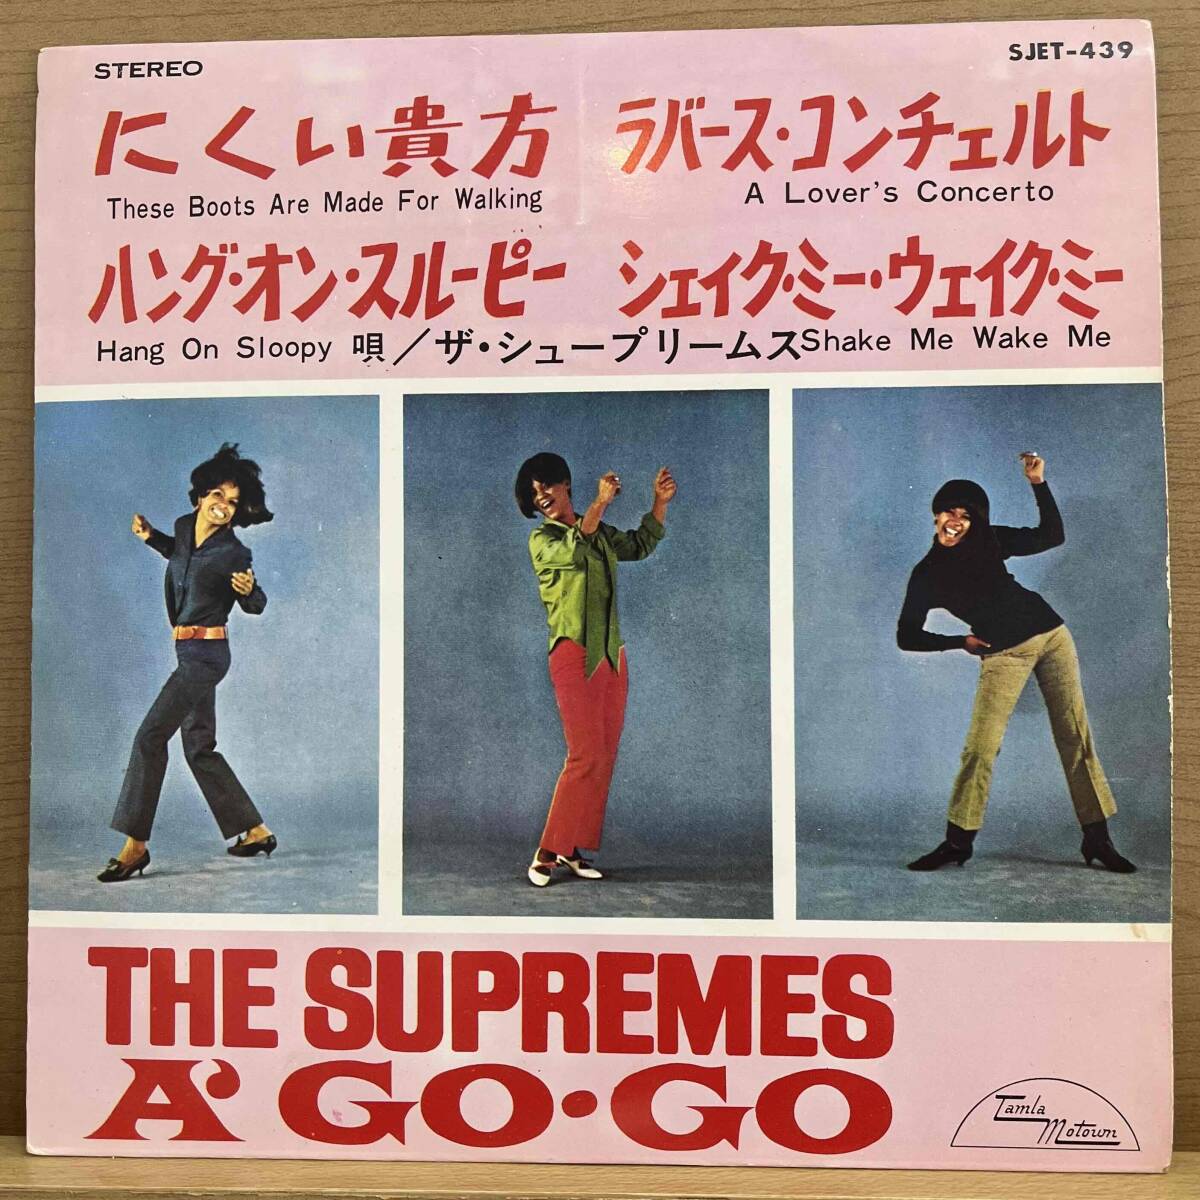 STEREO
SJET-439
にくい貴方
These Boots Are Made For Walking
ラバース・コンチェルト
A Lover's Concerto
ハング・オン・スルーピー
Hang On Sloopy
シェイク・ミー・ウェイク・ミー
Shake Me Wake Me
唄／ザ・シュープリームス
THE SUPREMES
A' GO・GO
Tamla
Motown